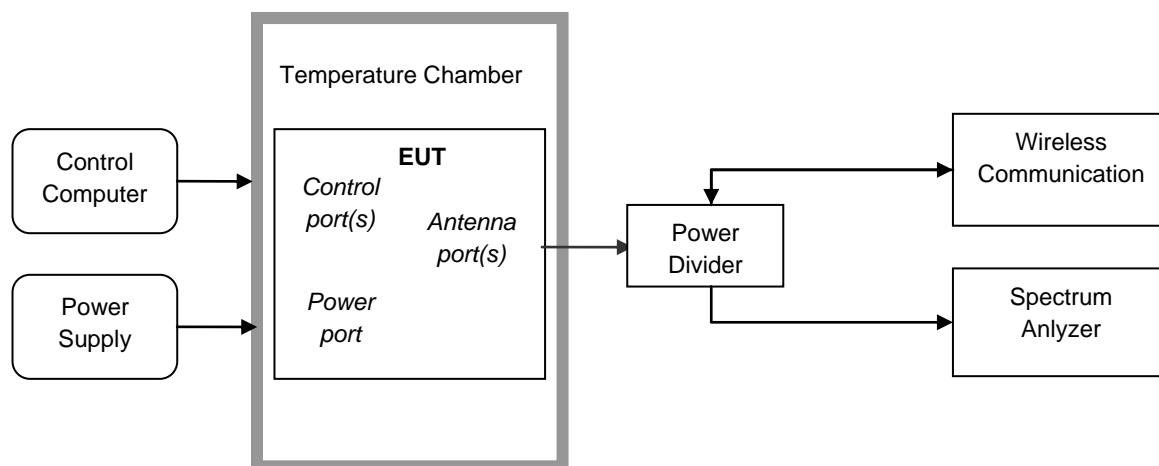 Temperature Chamber
Control
Computer
EUT
Control
port(s)
Antenna
port(s)
Power
port
Power
Supply
Power
Divider
Wireless
Communication
Spectrum
Anlyzer